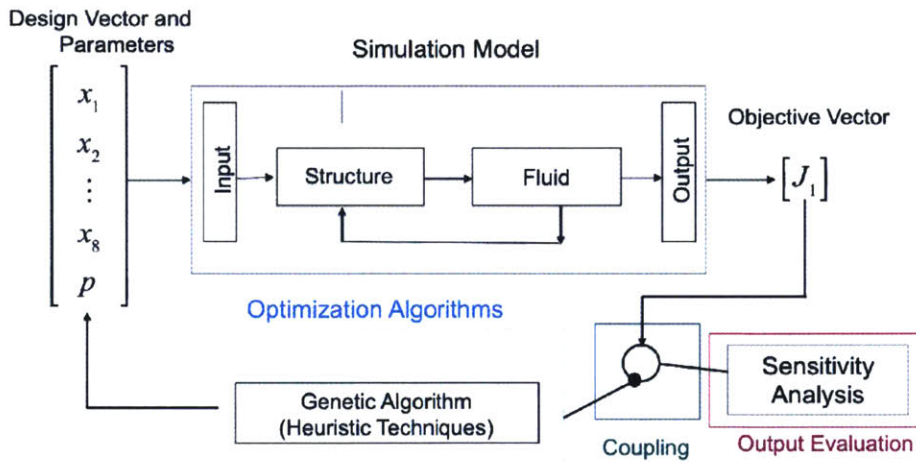 Design Vector and
Parameters
Simulation Model
x1
x2
⋮
x8
p
Input
Structure
Fluid
Output
Objective Vector
[J1]
Optimization Algorithms
Genetic Algorithm
(Heuristic Techniques)
Coupling
Sensitivity
Analysis
Output Evaluation